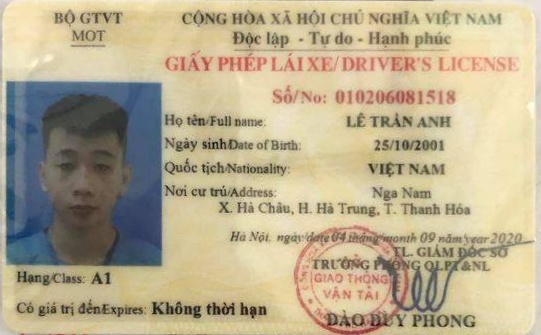 BỘ GTVT
MOT
CỘNG HÒA XÃ HỘI CHỦ NGHĨA VIỆT NAM
Độc lập - Tự do - Hạnh phúc
GIẤY PHÉP LÁI XE/DRIVER'S LICENSE
Số/No: 010206081518
Họ tên/Full name: LÊ TRẦN ANH
Ngày sinh/Date of Birth: 25/10/2001
Quốc tịch/Nationality: VIỆT NAM
Nơi cư trú/Address: Nga Nam
X. Hà Châu, H. Hà Trung, T. Thanh Hóa
Hà Nội, ngày/date 04 tháng/month 09 năm/year 2020
TL. GIÁM ĐỐC SỞ
TRƯỞNG PHÒNG QLPT&NL
GIAO THÔNG
VẬN TẢI
Hạng/Class: A1
Có giá trị đến/Expires: Không thời hạn
ĐÀO DUY PHONG